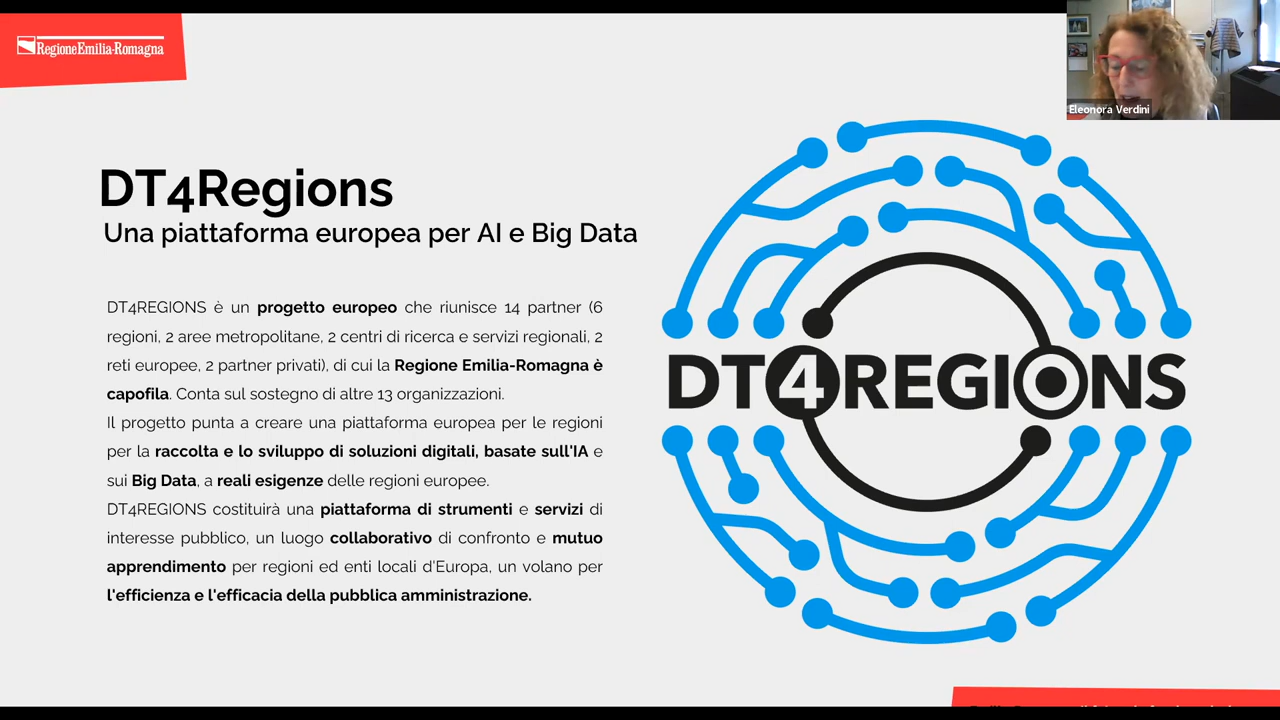 RegioneEmilia-Romagna
Eleonora Verdini
DT4Regions
Una piattaforma europea per AI e Big Data
DT4REGIONS è un progetto europeo che riunisce 14 partner (6
regioni, 2 aree metropolitane, 2 centri di ricerca e servizi regionali, 2
reti europee, 2 partner privati), di cui la Regione Emilia-Romagna è
capofila. Conta sul sostegno di altre 13 organizzazioni.
Il progetto punta a creare una piattaforma europea per le regioni
per la raccolta e lo sviluppo di soluzioni digitali, basate sull'IA e
sui Big Data, a reali esigenze delle regioni europee.
DT4REGIONS costituirà una piattaforma di strumenti e servizi di
interesse pubblico, un luogo collaborativo di confronto e mutuo
apprendimento per regioni ed enti locali d'Europa, un volano per
l'efficienza e l'efficacia della pubblica amministrazione.
DT4REGIONS